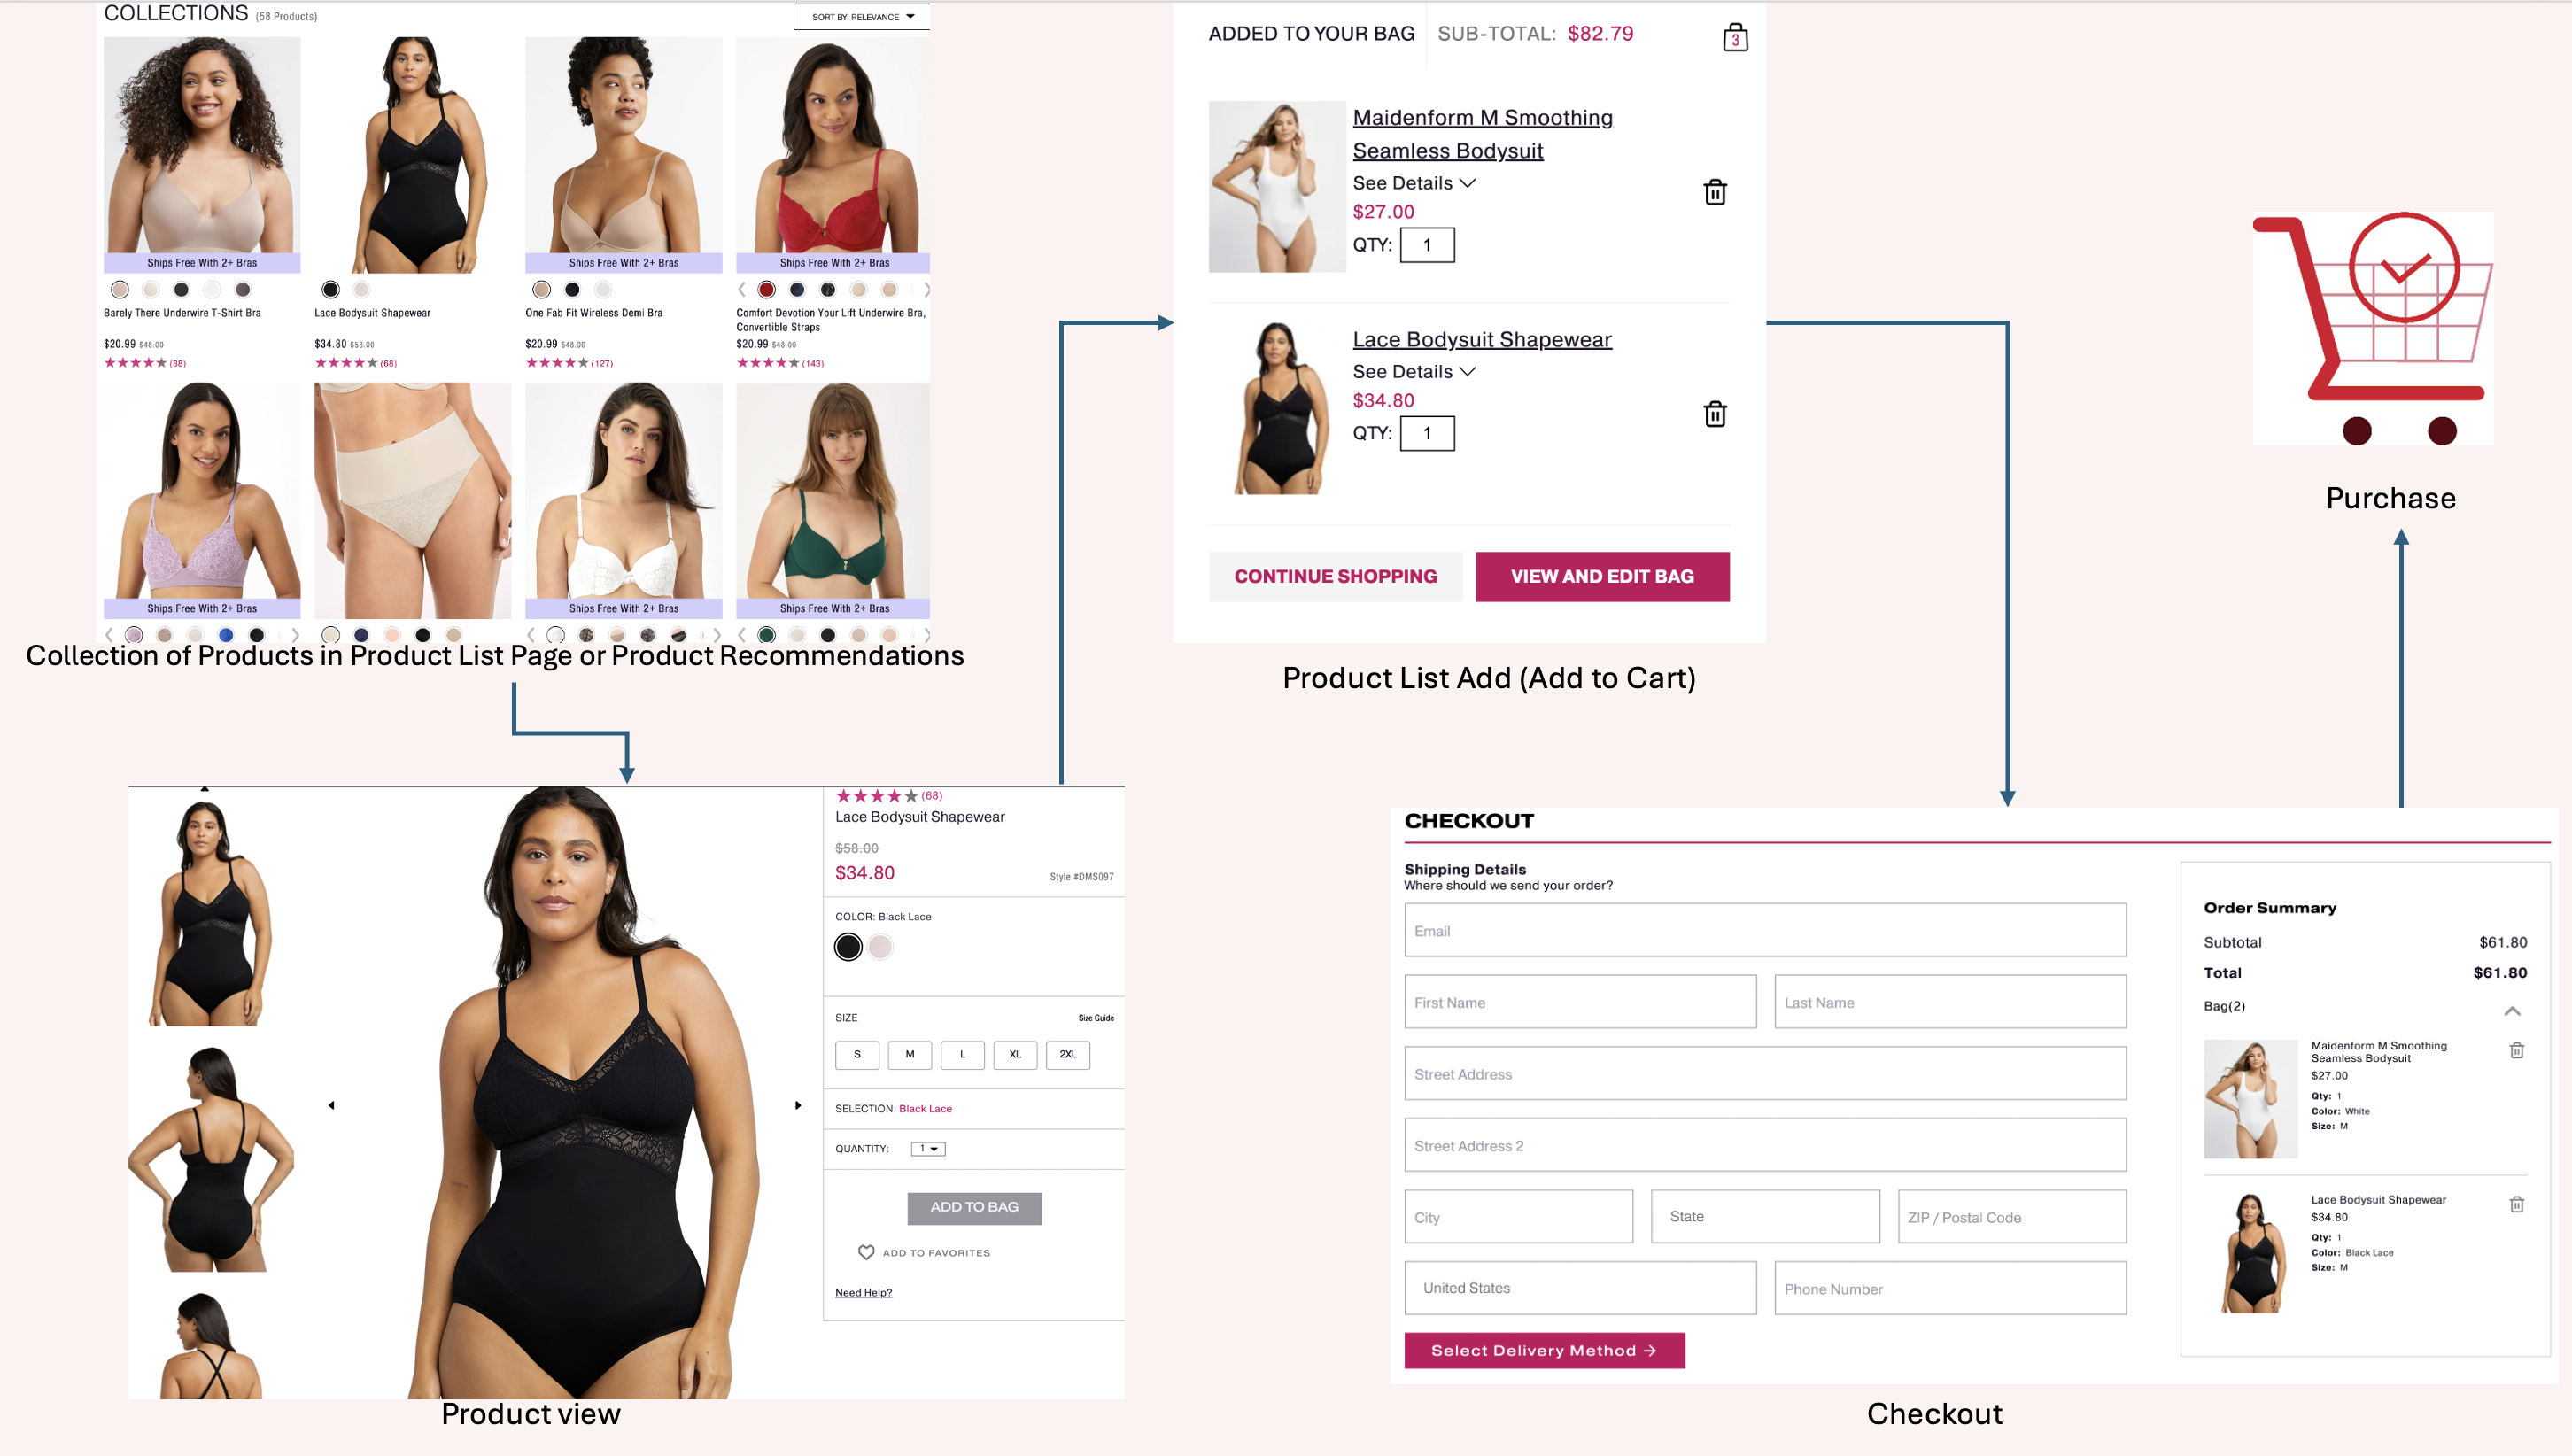 COLLECTIONS (58 Products)
SORT BY: RELEVANCE
Ships Free With 2+ Bras
Ships Free With 2+ Bras
Ships Free With 2+ Bras
Barely There Underwire T-Shirt Bra
$20.99 $48.00
(88)
Lace Bodysuit Shapewear
$34.80 $58.00
(68)
One Fab Fit Wireless Demi Bra
$20.99 $48.00
(127)
Comfort Devotion Your Lift Underwire Bra,
Convertible Straps
$20.99 $48.00
(143)
Ships Free With 2+ Bras
Ships Free With 2+ Bras
Ships Free With 2+ Bras
Collection of Products in Product List Page or Product Recommendations
(68)
Lace Bodysuit Shapewear
$58.00
$34.80
Style #DMS097
COLOR: Black Lace
SIZE
Size Guide
S M L XL 2XL
SELECTION: Black Lace
QUANTITY: 1
ADD TO BAG
ADD TO FAVORITES
Need Help?
Product view
ADDED TO YOUR BAG SUB-TOTAL: $82.79
3
Maidenform M Smoothing
Seamless Bodysuit
See Details
$27.00
QTY: 1
Lace Bodysuit Shapewear
See Details
$34.80
QTY: 1
CONTINUE SHOPPING
VIEW AND EDIT BAG
Product List Add (Add to Cart)
CHECKOUT
Shipping Details
Where should we send your order?
Email
First Name
Last Name
Street Address
Street Address 2
City
State
ZIP / Postal Code
United States
Phone Number
Select Delivery Method →
Order Summary
Subtotal $61.80
Total $61.80
Bag(2)
Maidenform M Smoothing
Seamless Bodysuit
$27.00
Qty: 1
Color: White
Size: M
Lace Bodysuit Shapewear
$34.80
Qty: 1
Color: Black Lace
Size: M
Checkout
Purchase